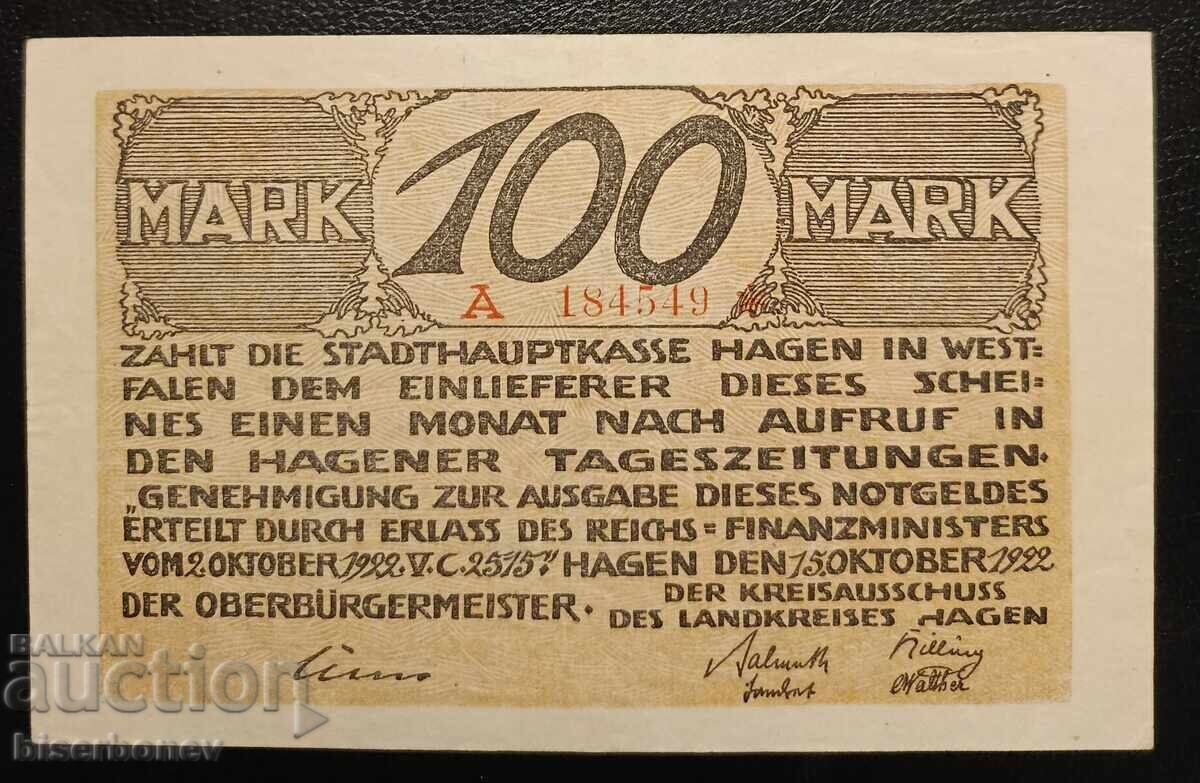 MARK 100 MARK
A 184549
ZAHLT DIE STADTHAUPTKASSE HAGEN IN WEST=
FALEN DEM EINLIEFERER DIESES SCHEI=
NES EINEN MONAT NACH AUFRUF IN
DEN HAGENER TAGESZEITUNGEN.
„GENEHMIGUNG ZUR AUSGABE DIESES NOTGELDES
ERTEILT DURCH ERLASS DES REICHS=FINANZMINISTERS
VOM 2. OKTOBER 1922. V.C. 2515“ HAGEN DEN 15. OKTOBER 1922
DER OBERBÜRGERMEISTER. DER KREISAUSSCHUSS
DES LANDKREISES HAGEN
Walther
BALKAN
auction
biserbonev